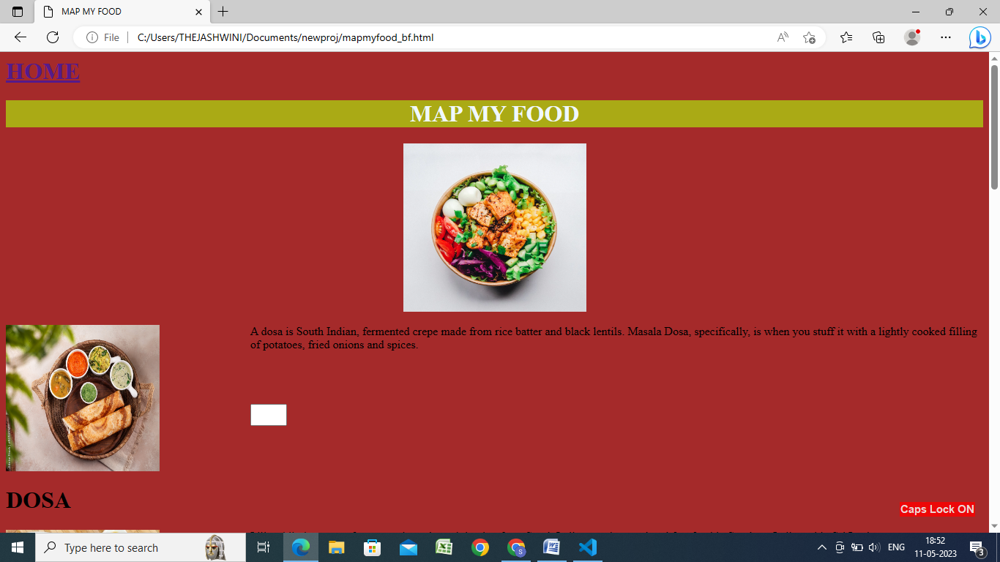 MAP MY FOOD
File
C:/Users/THEJASHWINI/Documents/newproj/mapmyfood_bf.html
HOME
MAP MY FOOD
A dosa is South Indian, fermented crepe made from rice batter and black lentils. Masala Dosa, specifically, is when you stuff it with a lightly cooked filling
of potatoes, fried onions and spices.
DOSA
Caps Lock ON
Type here to search
ENG
18:52
11-05-2023
3